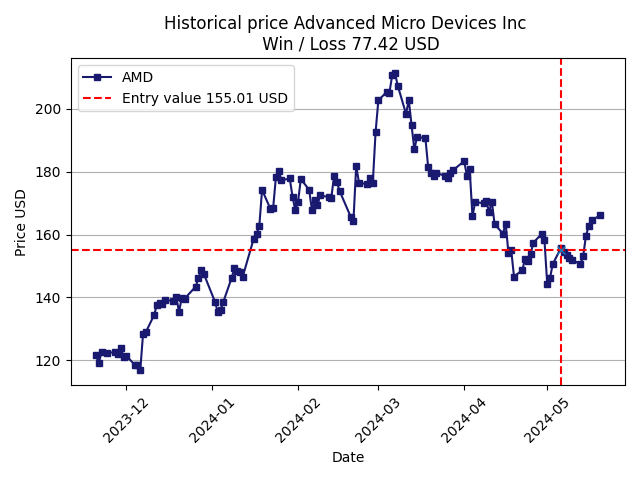 Historical price Advanced Micro Devices Inc
Win / Loss 77.42 USD
AMD
Entry value 155.01 USD
Price USD
200
180
160
140
120
2023-12
2024-01
2024-02
2024-03
2024-04
2024-05
Date